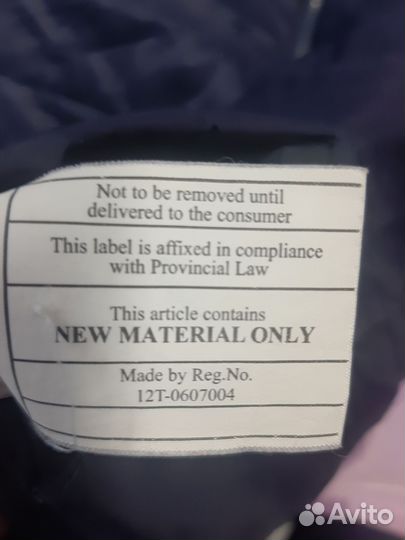 Not to be removed until
delivered to the consumer
This label is affixed in compliance
with Provincial Law
This article contains
NEW MATERIAL ONLY
Made by Reg.No.
12T-0607004
Avito